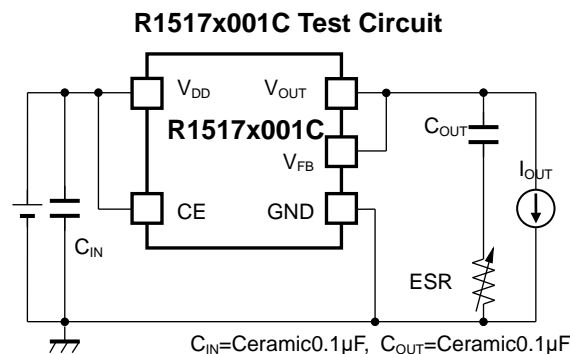 R1517x001C Test Circuit
VDD
VOUT
R1517x001C
COUT
VFB
IOUT
CE
GND
CIN
ESR
CIN=Ceramic0.1μF, COUT=Ceramic0.1μF